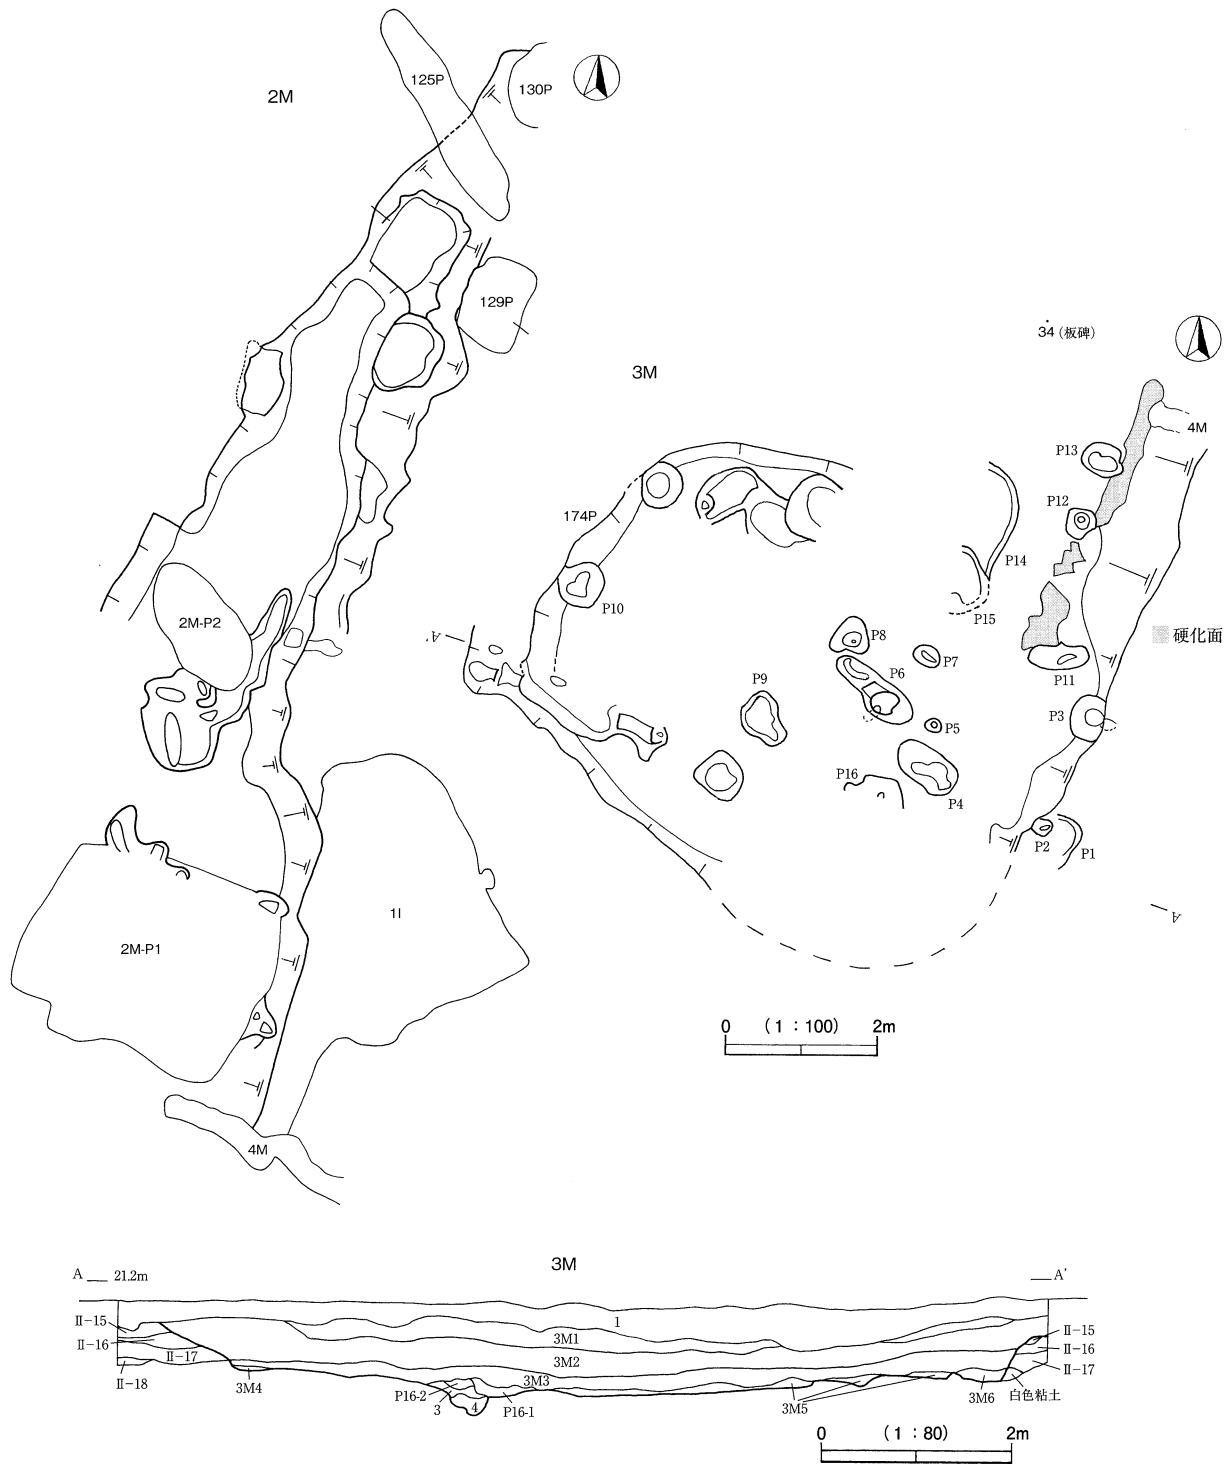 2M
125P
130P
129P
34 (板碑)
3M
4M
P13
P12
174P
P14
P10
P15
2M-P2
硬化面
A'
P8
P7
P11
P6
P9
P3
P5
P16
P4
P2
P1
1I
A
2M-P1
0 (1 : 100) 2m
4M
3M
A 21.2m
A'
1
Ⅱ-15
Ⅱ-15
Ⅱ-16
3M1
Ⅱ-16
Ⅱ-17
3M2
Ⅱ-17
Ⅱ-18
3M4
3M3
P16-2
3M6
白色粘土
3
4
P16-1
3M5
0 (1 : 80) 2m